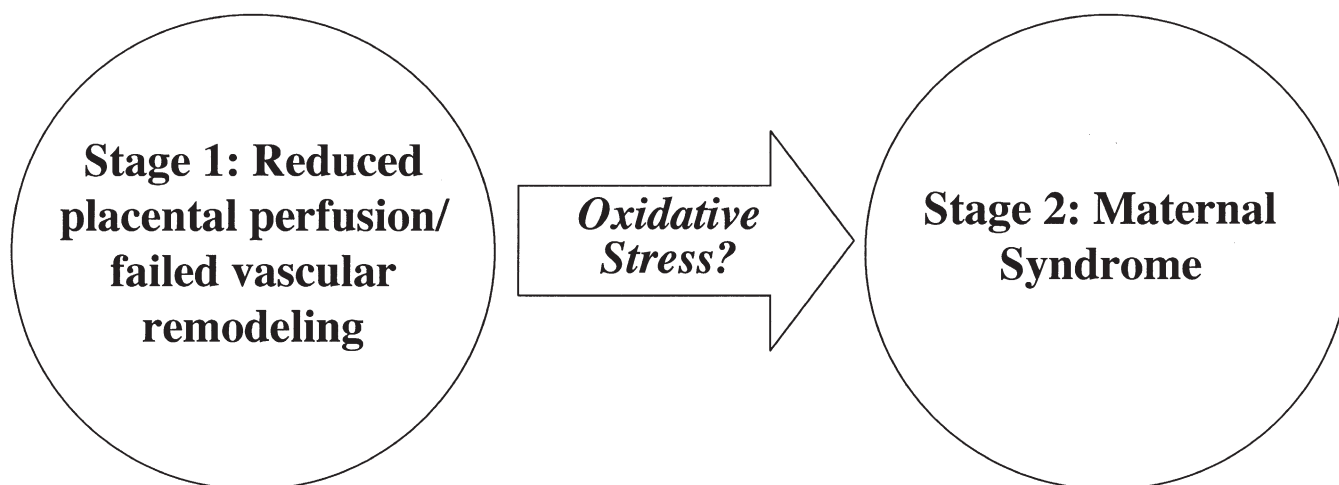 Stage 1: Reduced
placental perfusion/
failed vascular
remodeling
Oxidative
Stress?
Stage 2: Maternal
Syndrome